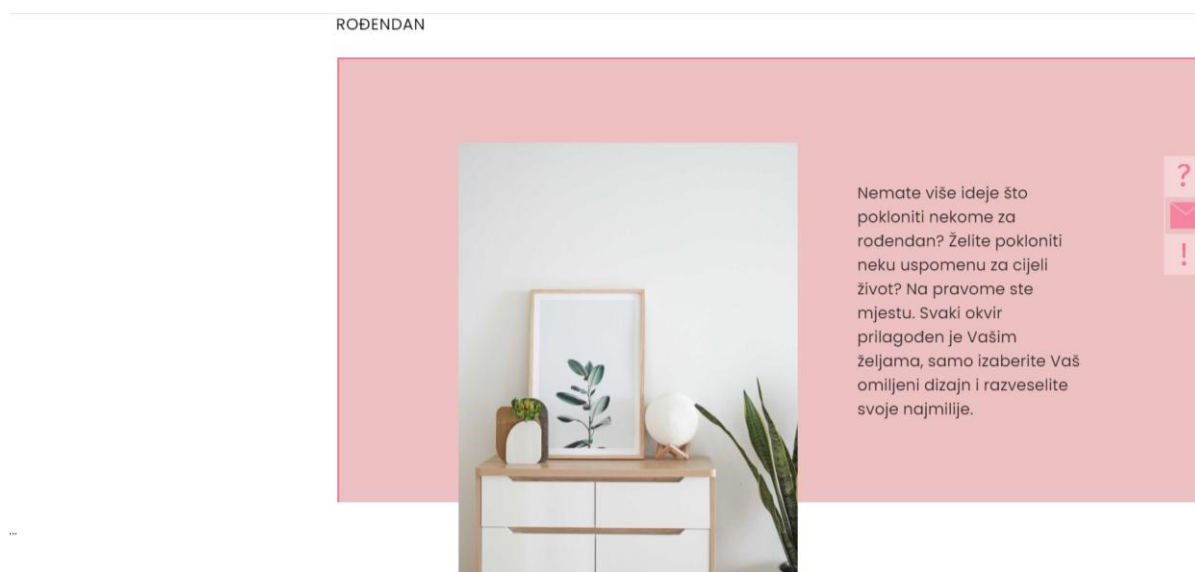 ROĐENDAN
Nemate više ideje što
pokloniti nekome za
rođendan? Želite pokloniti
neku uspomenu za cijeli
život? Na pravome ste
mjestu. Svaki okvir
prilagođen je Vašim
željama, samo izaberite Vaš
omiljeni dizajn i razveselite
svoje najmilije.
?
!
...